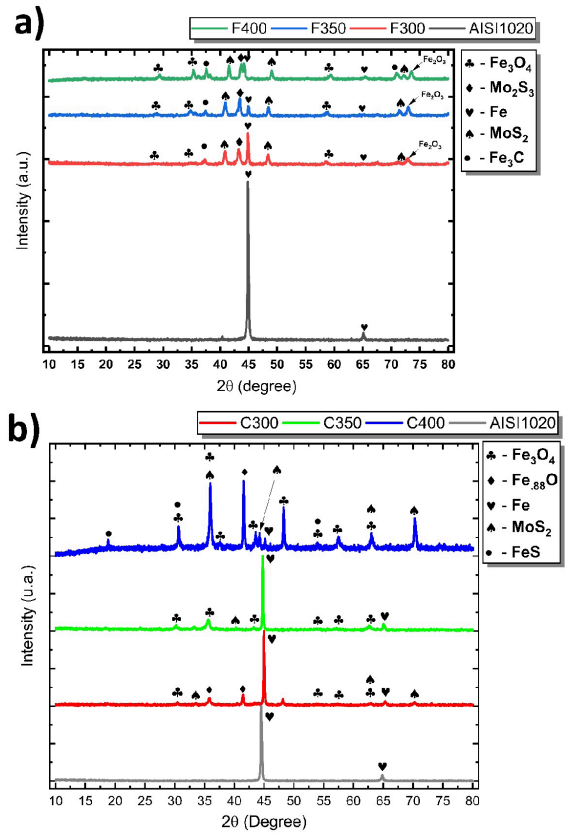 a)
F400 F350 F300 AISI1020
Fe₂O₃
♣ - Fe₃O₄
♦ - Mo₂S₃
♥ - Fe
♠ - MoS₂
● - Fe₃C
Fe₂O₃
Fe₂O₃
Intensity (a.u.)
10 15 20 25 30 35 40 45 50 55 60 65 70 75 80
2θ (degree)
b)
C300 C350 C400 AISI1020
♣ - Fe₃O₄
♦ - Fe.₈₈O
♥ - Fe
♠ - MoS₂
● - FeS
Intensity (u.a.)
10 15 20 25 30 35 40 45 50 55 60 65 70 75 80
2θ (Degree)